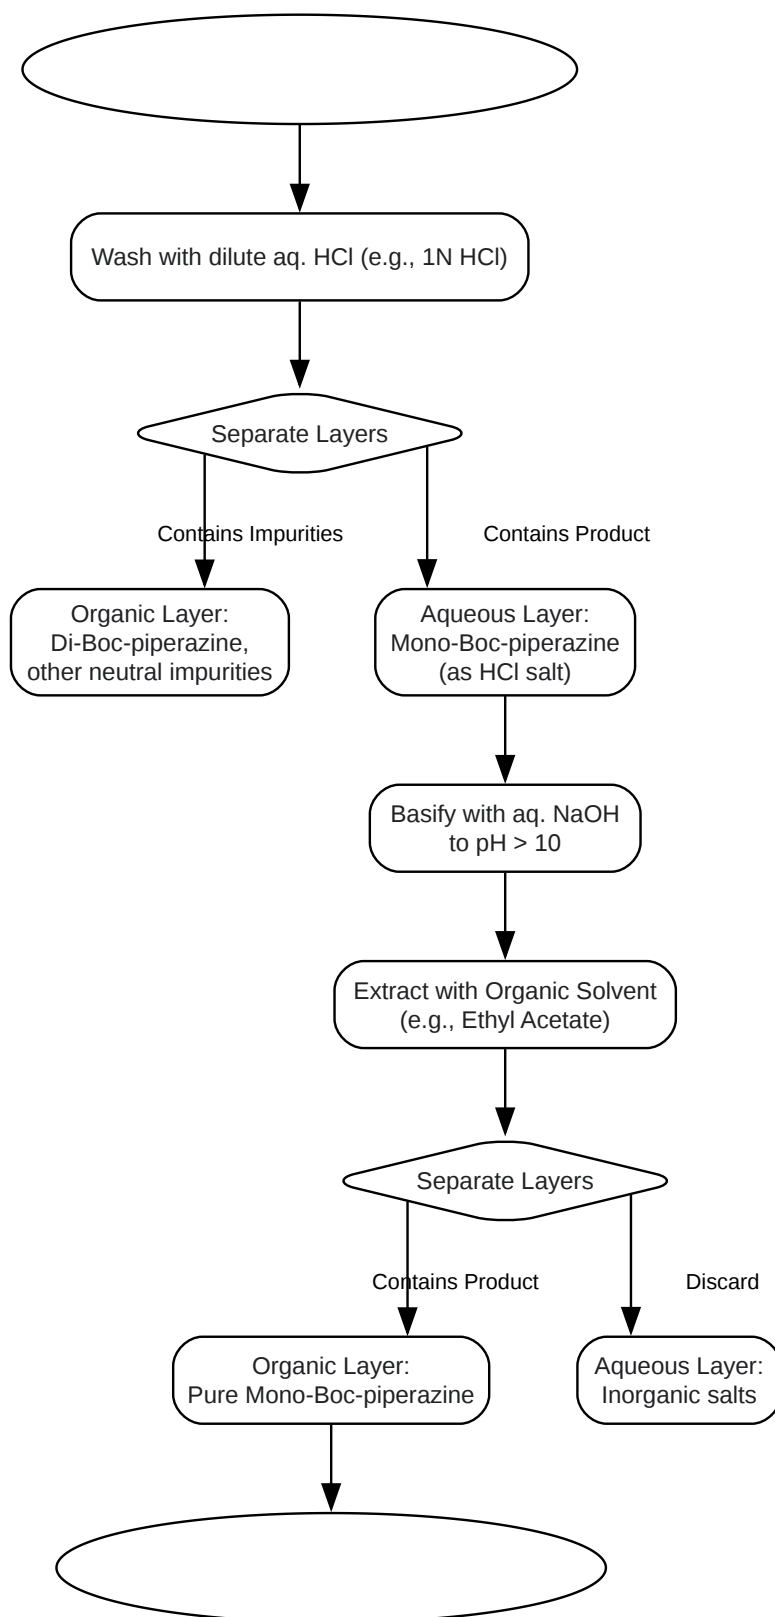 Wash with dilute aq. HCl (e.g., 1N HCl)
Separate Layers
Contains Impurities
Contains Product
Organic Layer:
Di-Boc-piperazine,
other neutral impurities
Aqueous Layer:
Mono-Boc-piperazine
(as HCl salt)
Basify with aq. NaOH
to pH > 10
Extract with Organic Solvent
(e.g., Ethyl Acetate)
Separate Layers
Contains Product
Discard
Organic Layer:
Pure Mono-Boc-piperazine
Aqueous Layer:
Inorganic salts